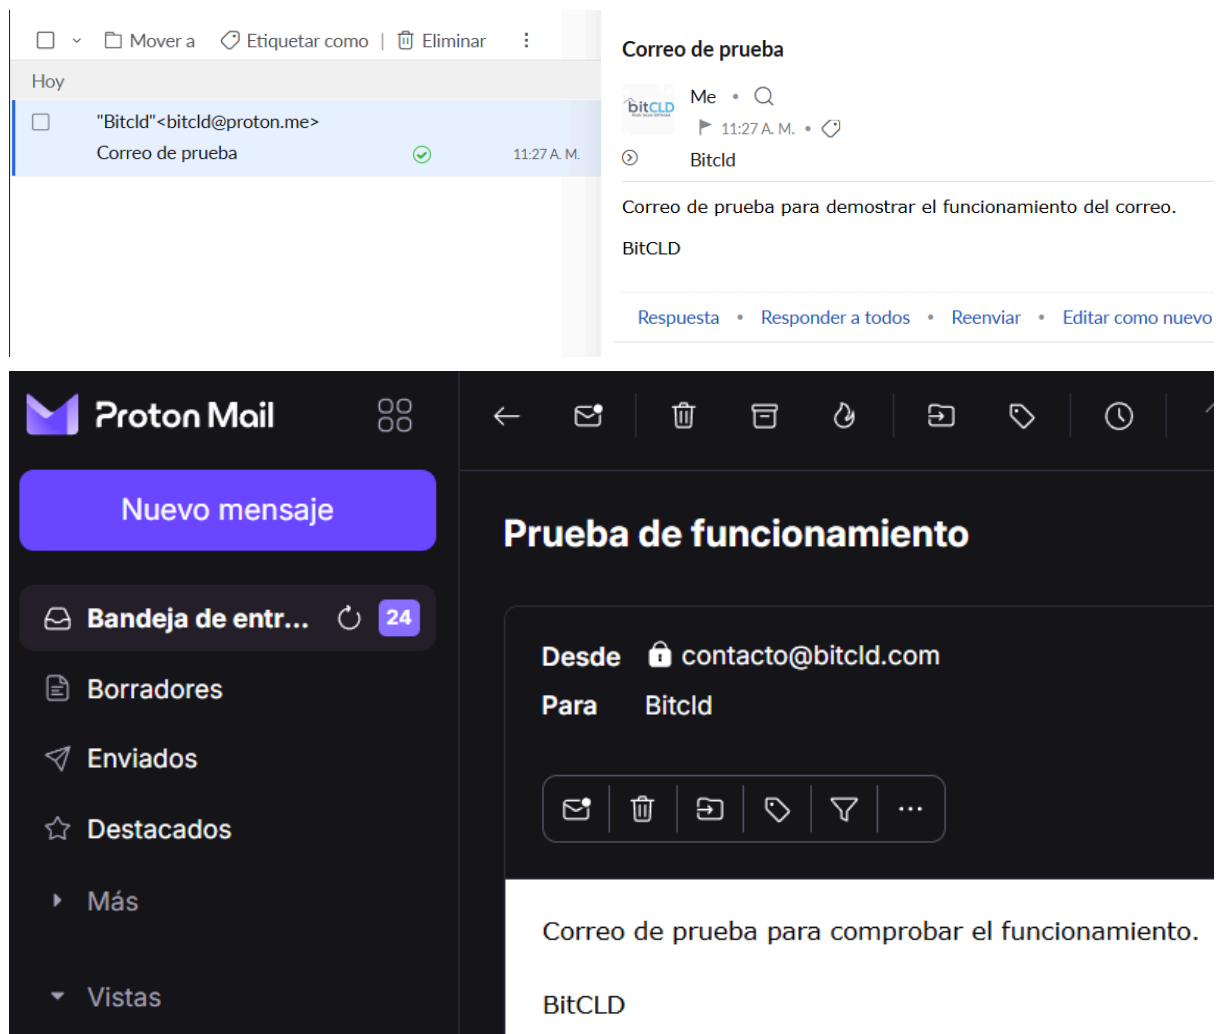 Mover a Etiquetar como | Eliminar
Hoy
"Bitcld"<bitcld@proton.me>
Correo de prueba 11:27 A. M.
Correo de prueba
bitCLD
Me
11:27 A. M.
Bitcld
Correo de prueba para demostrar el funcionamiento del correo.
BitCLD
Respuesta • Responder a todos • Reenviar • Editar como nuevo
Proton Mail
Nuevo mensaje
Bandeja de entr... 24
Borradores
Enviados
Destacados
Más
Vistas
Prueba de funcionamiento
Desde contacto@bitcld.com
Para Bitcld
Correo de prueba para comprobar el funcionamiento.
BitCLD